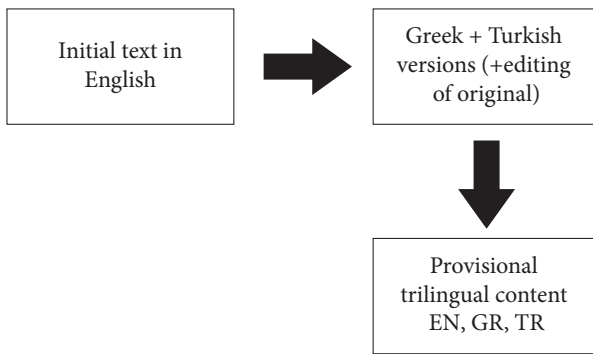 Initial text in
English
Greek + Turkish
versions (+editing
of original)
Provisional
trilingual content
EN, GR, TR